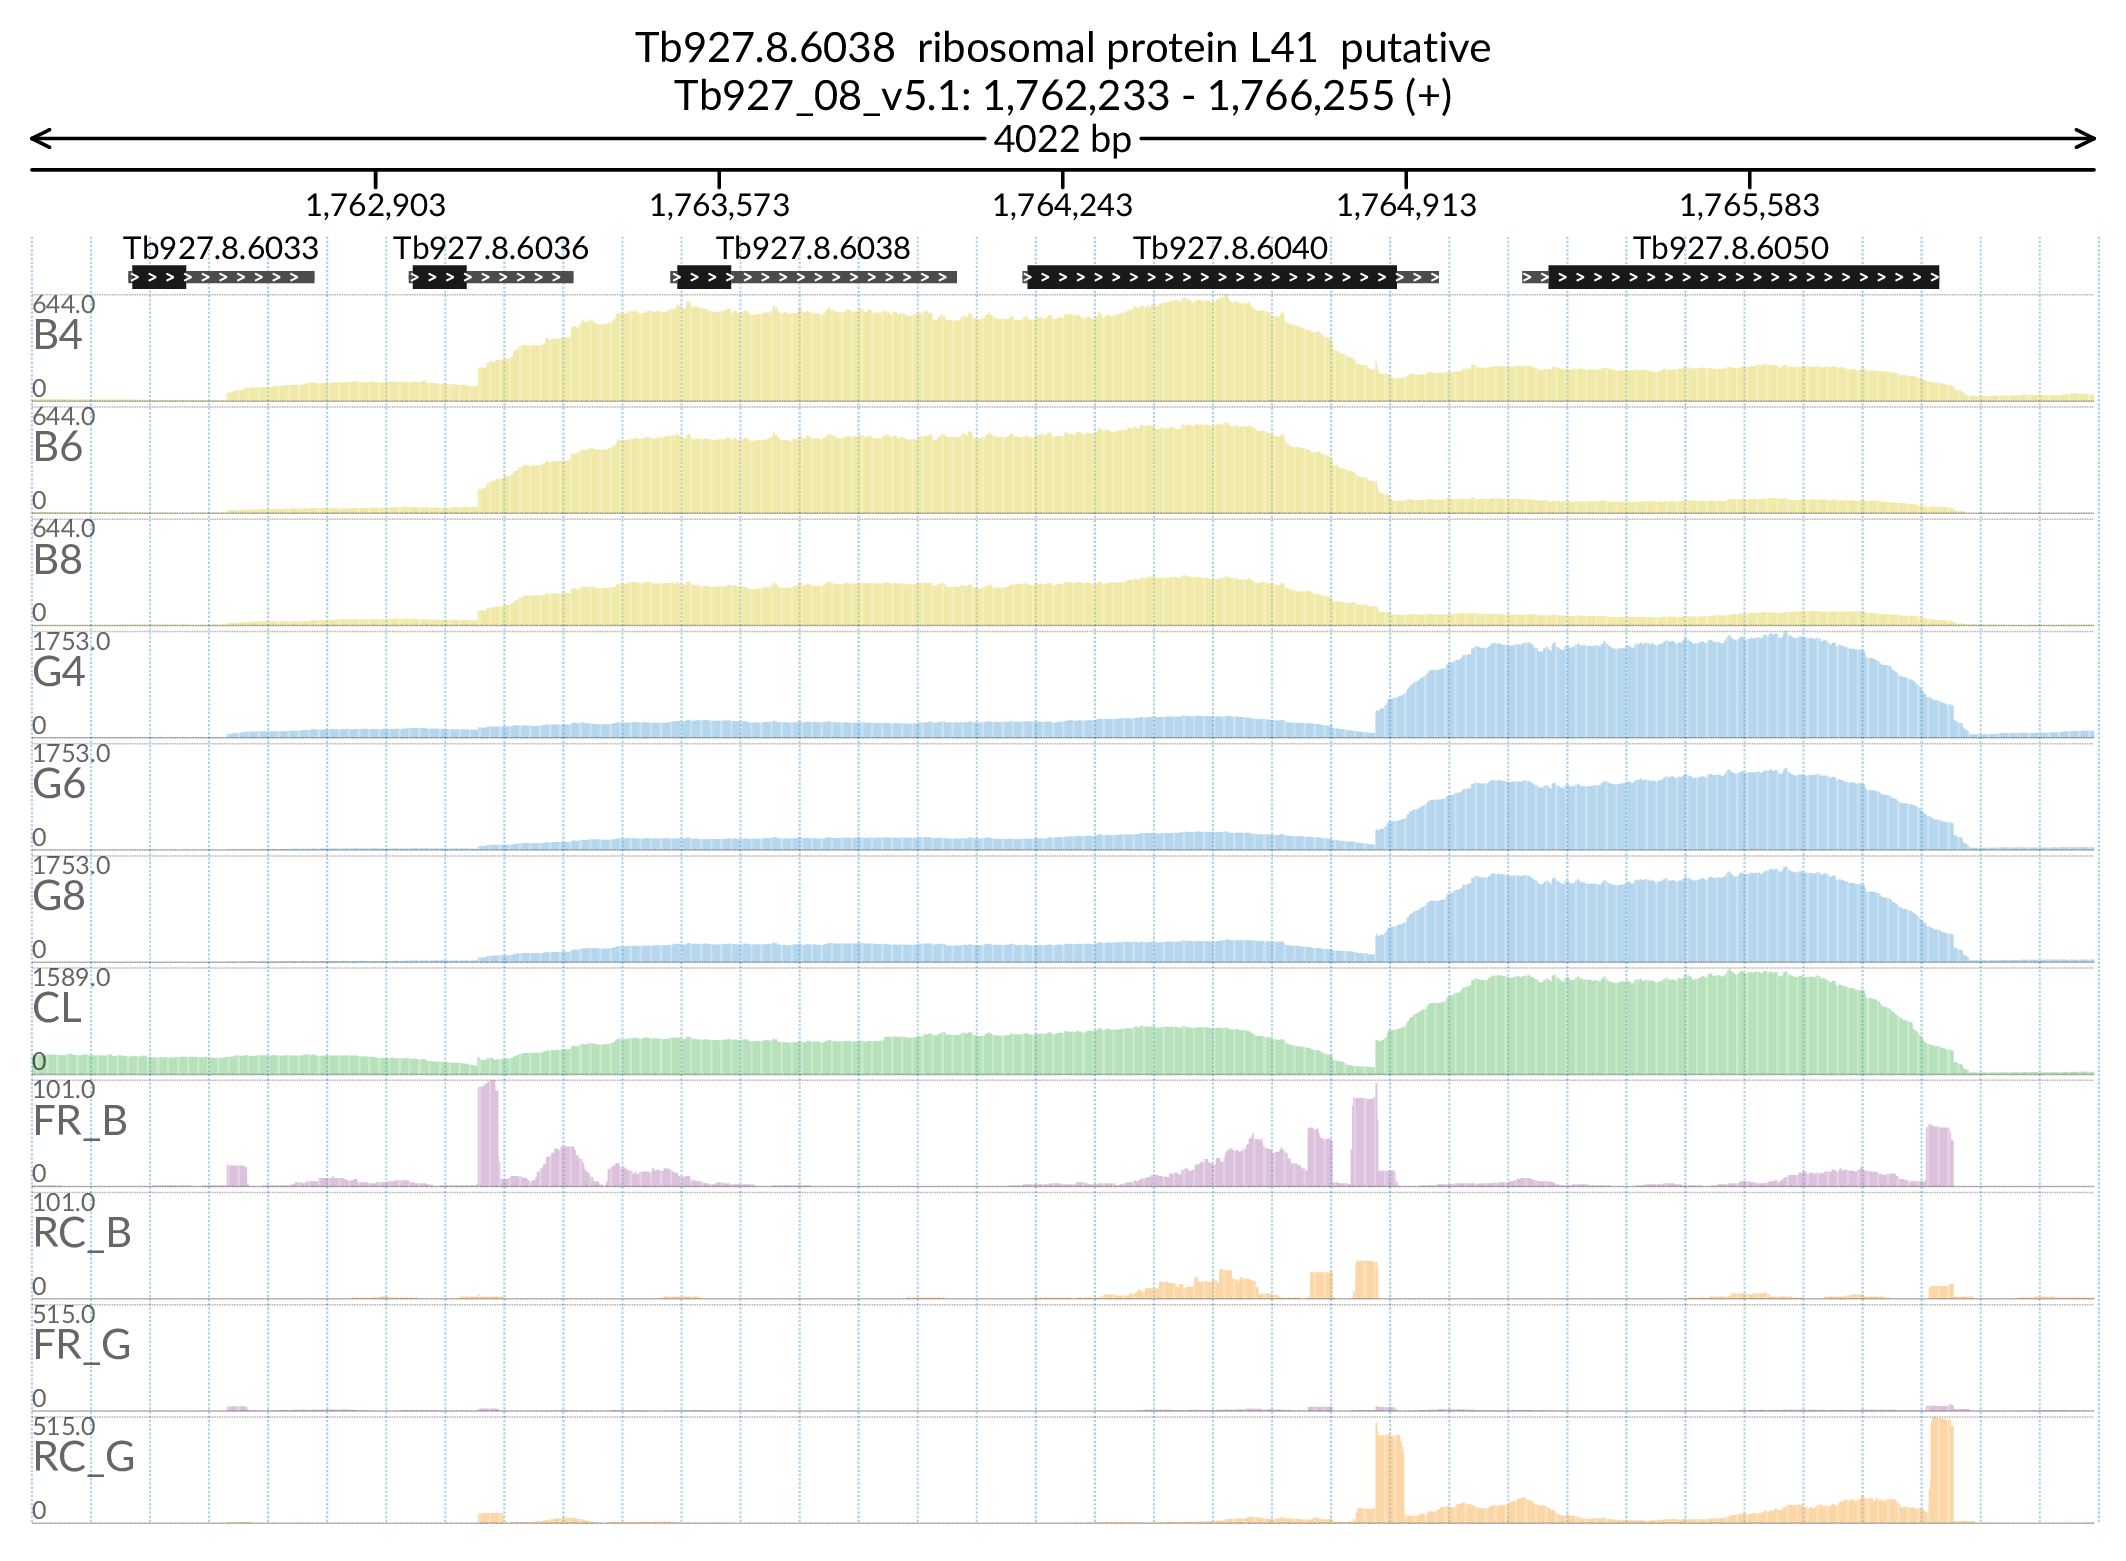 Tb927.8.6038 ribosomal protein L41 putative
Tb927_08_v5.1: 1,762,233 - 1,766,255 (+)
4022 bp
1,762,903 1,763,573 1,764,243 1,764,913 1,765,583
Tb927.8.6033 Tb927.8.6036 Tb927.8.6038 Tb927.8.6040 Tb927.8.6050
644.0
B4
0
644.0
B6
0
644.0
B8
0
1753.0
G4
0
1753.0
G6
0
1753.0
G8
0
1589.0
CL
0
101.0
FR_B
0
101.0
RC_B
0
515.0
FR_G
0
515.0
RC_G
0